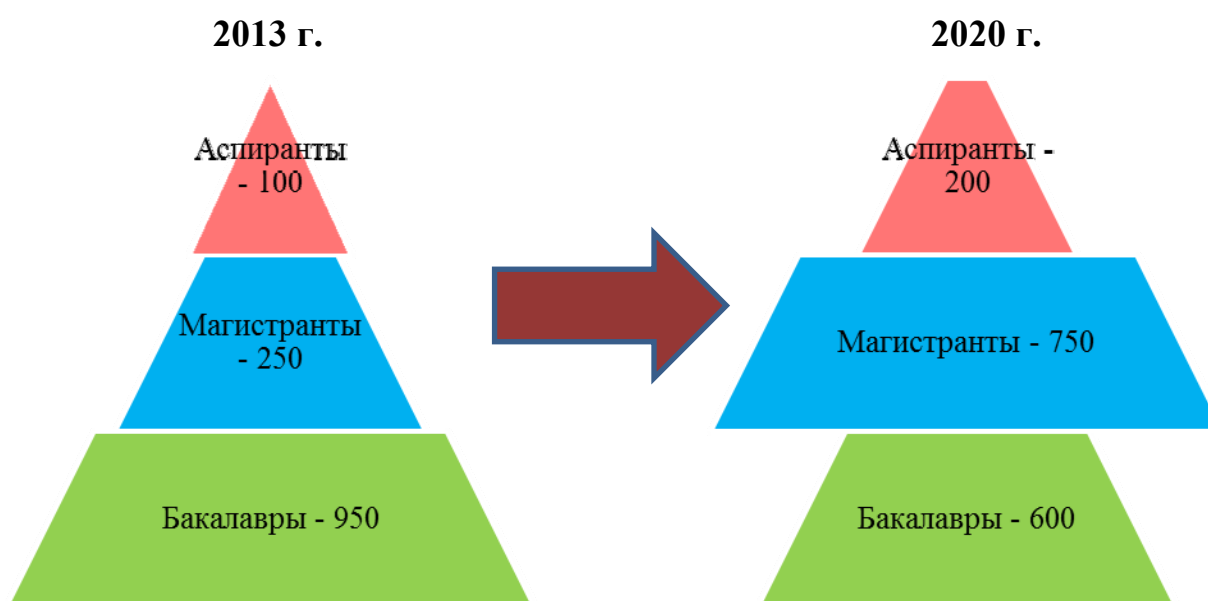 2013 г.
Аспиранты
- 100
Магистранты
- 250
Бакалавры - 950
2020 г.
Аспиранты -
200
Магистранты - 750
Бакалавры - 600